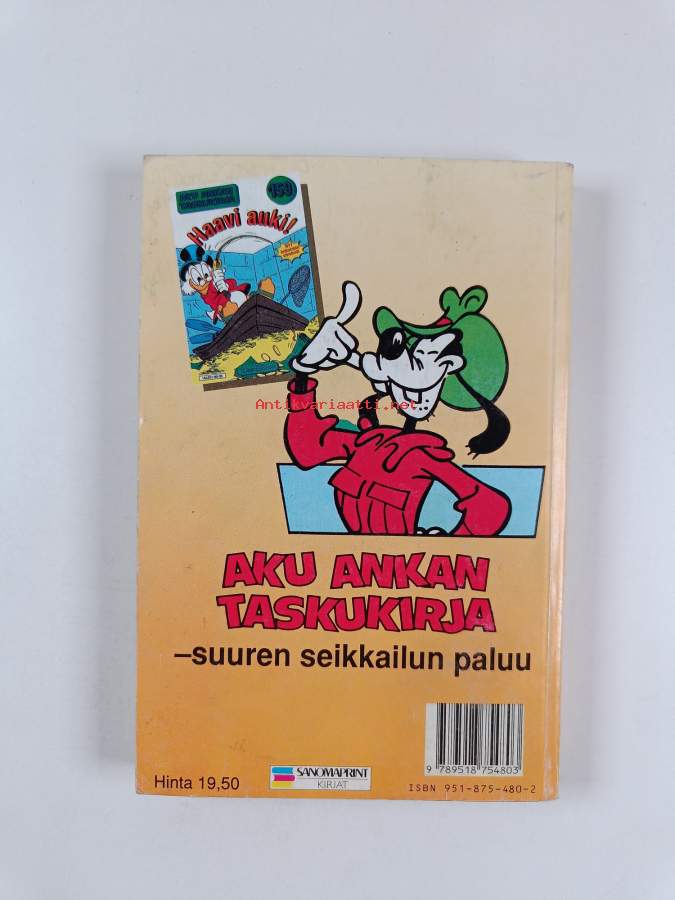 AKU ANKAN
TASKUKIRJA
159
Haavi auki!
Antikvariaatti.net
AKU ANKAN
TASKUKIRJA
–suuren seikkailun paluu
9 789518 754803
Hinta 19,50
SANOMAPRINT
KIRJAT
ISBN 951-875-480-2